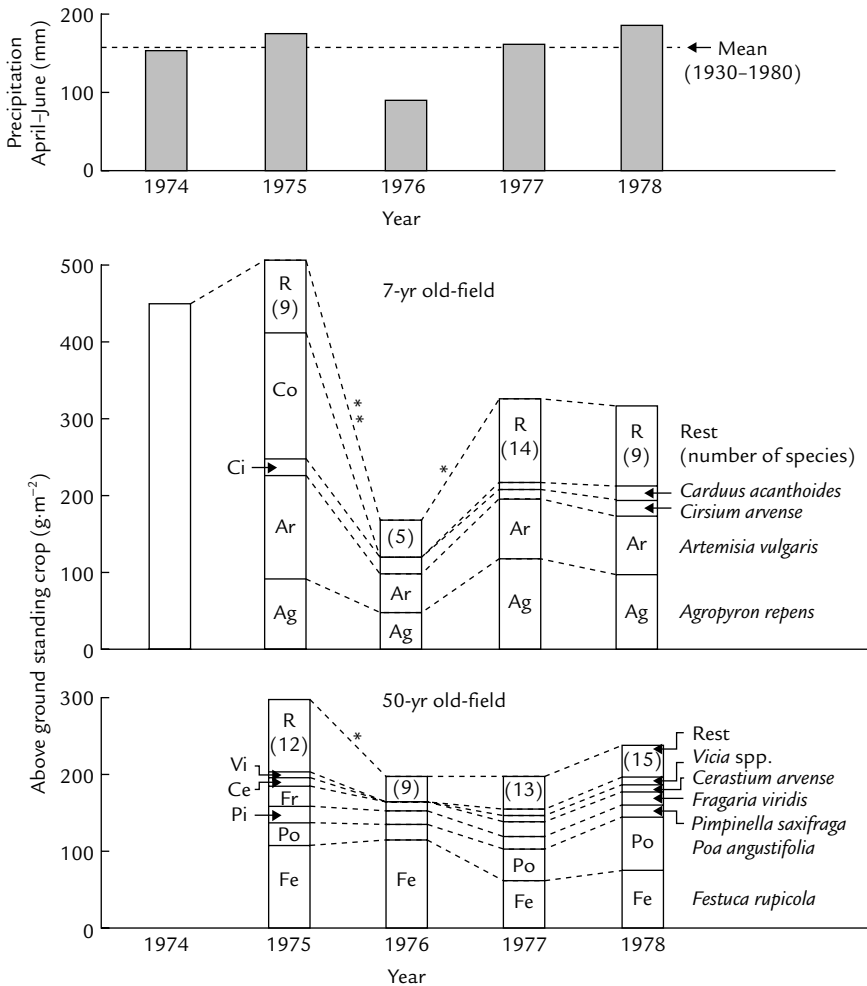 Precipitation
April–June (mm)
200
100
0
Mean
(1930–1980)
1974 1975 1976 1977 1978
Year
Above ground standing crop (g·m⁻²)
7-yr old-field
500
400
300
200
100
0
R
(9)
Co
Ci
Ar
Ag
**
(5)
Ar
Ag
*
R
(14)
Ar
Ag
R
(9)
Ar
Ag
Rest
(number of species)
Carduus acanthoides
Cirsium arvense
Artemisia vulgaris
Agropyron repens
50-yr old-field
300
200
100
0
R
(12)
Vi
Ce
Fr
Pi
Po
Fe
*
(9)
Fe
(13)
Po
Fe
(15)
Po
Fe
Rest
Vicia spp.
Cerastium arvense
Fragaria viridis
Pimpinella saxifraga
Poa angustifolia
Festuca rupicola
1974 1975 1976 1977 1978
Year